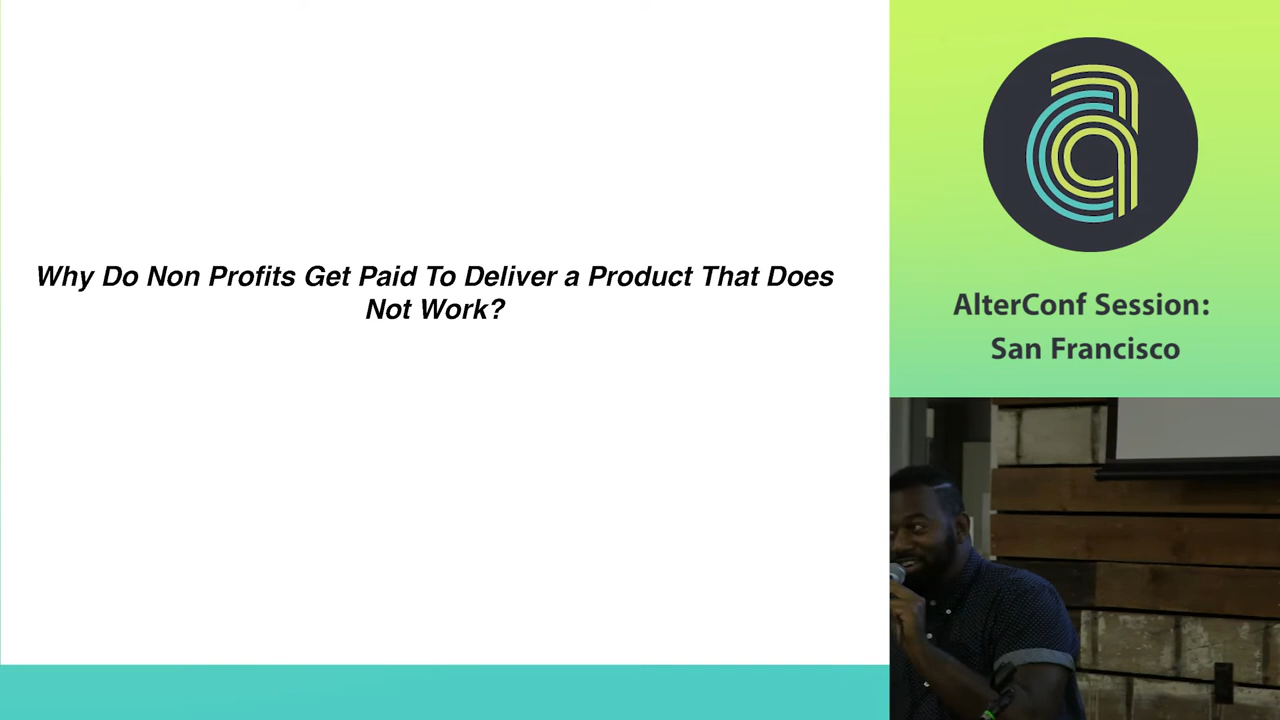 Why Do Non Profits Get Paid To Deliver a Product That Does
Not Work?
AlterConf Session:
San Francisco